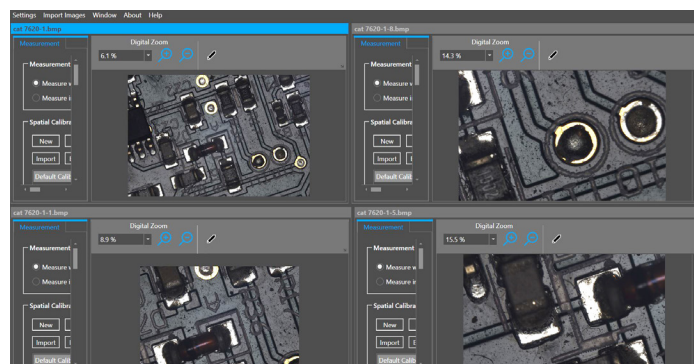 Settings Import Images Window About Help
cat 7620-1.bmp
Measurement
Digital Zoom
6.1 %
Measurement
Measure
Measure i
Spatial Calibra
New
Import
Default Calib
cat 7620-1-8.bmp
Measurement
Digital Zoom
14.3 %
Measurement
Measure
Measure i
Spatial Calibra
New
Import
Default Calib
cat 7620-1-1.bmp
Measurement
Digital Zoom
8.9 %
Measurement
Measure
Measure i
Spatial Calibra
New
Import
Default Calib
cat 7620-1-5.bmp
Measurement
Digital Zoom
15.5 %
Measurement
Measure
Measure i
Spatial Calibra
New
Import
Default Calib